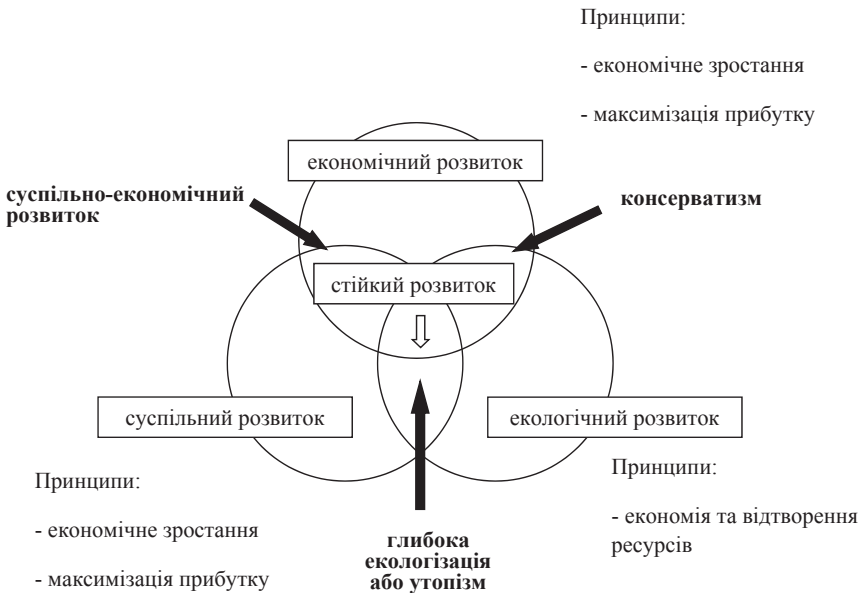 Принципи:
- економічне зростання
- максимізація прибутку
економічний розвиток
суспільно-економічний
розвиток
консерватизм
стійкий розвиток
суспільний розвиток
екологічний розвиток
Принципи:
- економічне зростання
- максимізація прибутку
глибока
екологізація
або утопізм
Принципи:
- економія та відтворення
ресурсів